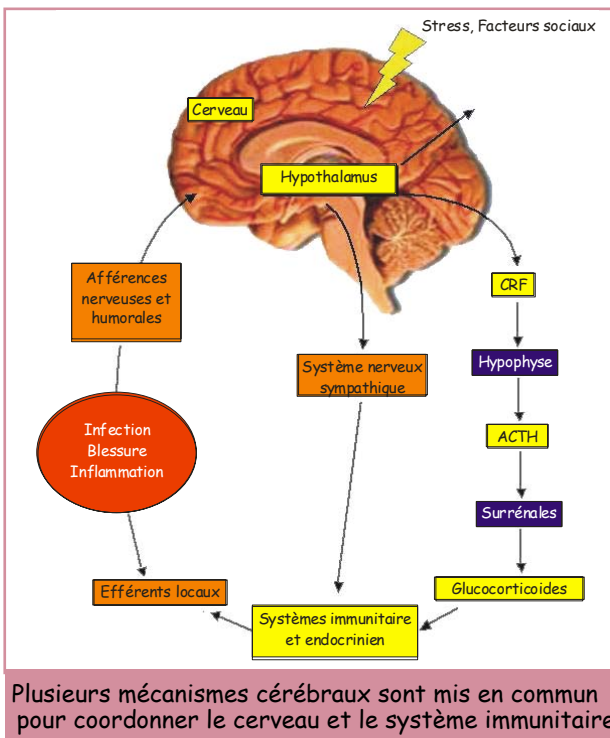 Stress, Facteurs sociaux
Cerveau
Hypothalamus
Afférences
nerveuses et
humorales
CRF
Système nerveux
sympathique
Hypophyse
Infection
Blessure
Inflammation
ACTH
Surrénales
Efférents locaux
Glucocorticoides
Systèmes immunitaire
et endocrinien
Plusieurs mécanismes cérébraux sont mis en commun
pour coordonner le cerveau et le système immunitaire